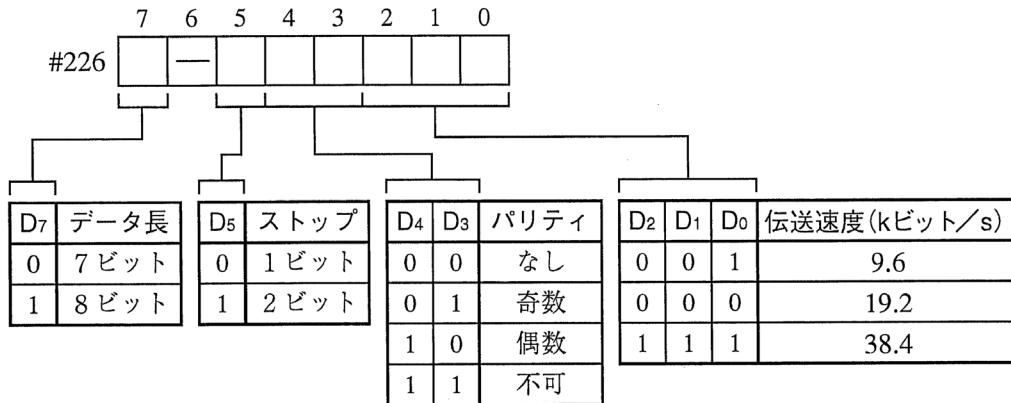 7 6 5 4 3 2 1 0
#226 —
D7 データ長
0 7ビット
1 8ビット
D5 ストップ
0 1ビット
1 2ビット
D4 D3 パリティ
0 0 なし
0 1 奇数
1 0 偶数
1 1 不可
D2 D1 D0 伝送速度(kビット/s)
0 0 1 9.6
0 0 0 19.2
1 1 1 38.4